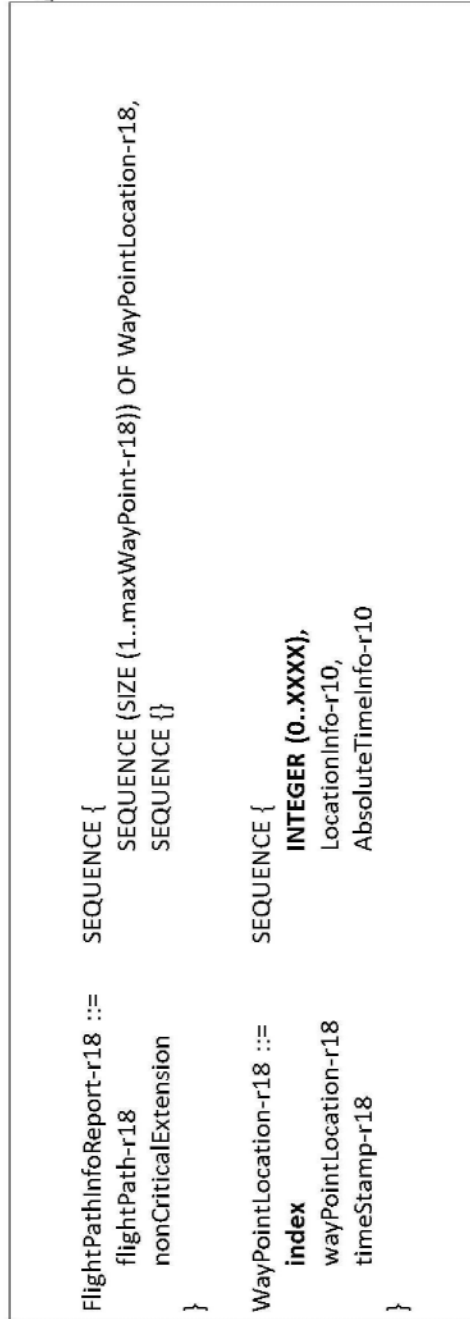 FlightPathInfoReport-r18 ::= SEQUENCE {
flightPath-r18 SEQUENCE (SIZE (1..maxWayPoint-r18)) OF WayPointLocation-r18,
nonCriticalExtension SEQUENCE {}
}
WayPointLocation-r18 ::= SEQUENCE {
index INTEGER (0..XXXX),
wayPointLocation-r18 LocationInfo-r10,
timeStamp-r18 AbsoluteTimeInfo-r10
}